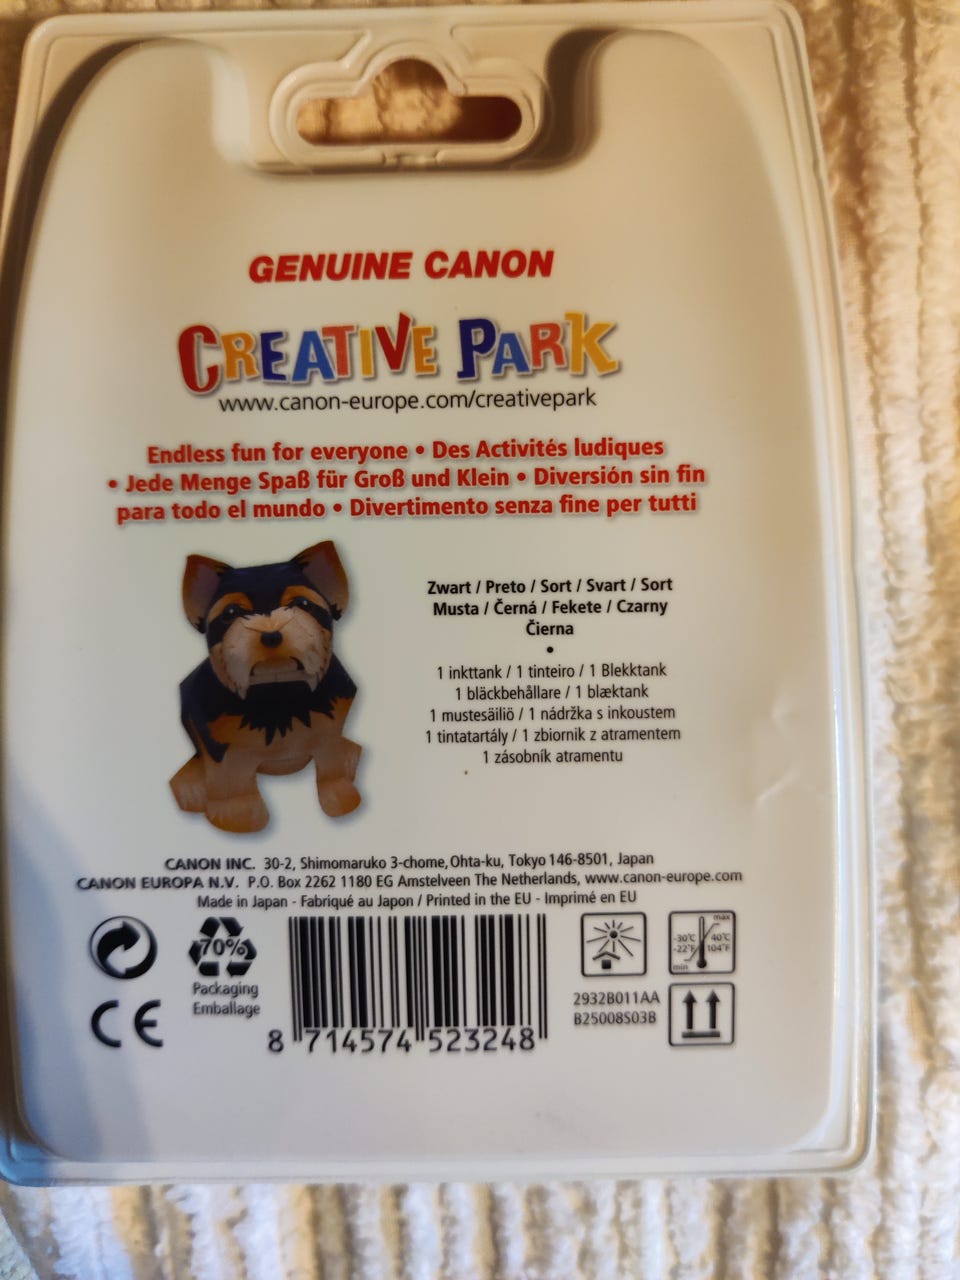 GENUINE CANON
CREATIVE PARK
www.canon-europe.com/creativepark
Endless fun for everyone • Des Activités ludiques
• Jede Menge Spaß für Groß und Klein • Diversión sin fin
para todo el mundo • Divertimento senza fine per tutti
Zwart / Preto / Sort / Svart / Sort
Musta / Černá / Fekete / Czarny
Čierna
•
1 inkttank / 1 tinteiro / 1 Blekktank
1 bläckbehållare / 1 blæktank
1 mustesäiliö / 1 nádržka s inkoustem
1 tintatartály / 1 zbiornik z atramentem
1 zásobník atramentu
CANON INC. 30-2, Shimomaruko 3-chome, Ohta-ku, Tokyo 146-8501, Japan
CANON EUROPA N.V. P.O. Box 2262 1180 EG Amstelveen The Netherlands, www.canon-europe.com
Made in Japan - Fabriqué au Japon / Printed in the EU - Imprimé en EU
70%
Packaging
Emballage
CE
8 714574 523248
2932B011AA
B25008S03B
max
-30°C 40°C
-22°F 104°F
min